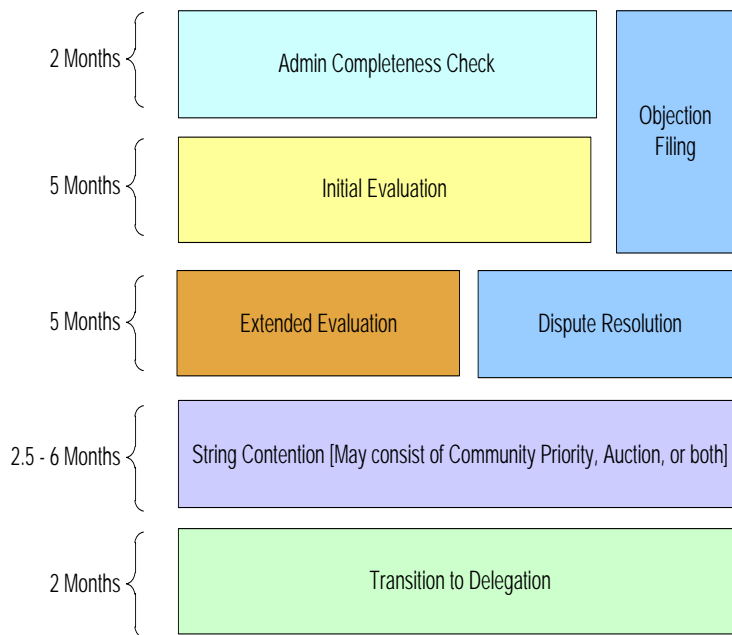 2 Months
Admin Completeness Check
Objection
Filing
5 Months
Initial Evaluation
5 Months
Extended Evaluation
Dispute Resolution
2.5 - 6 Months
String Contention [May consist of Community Priority, Auction, or both]
2 Months
Transition to Delegation